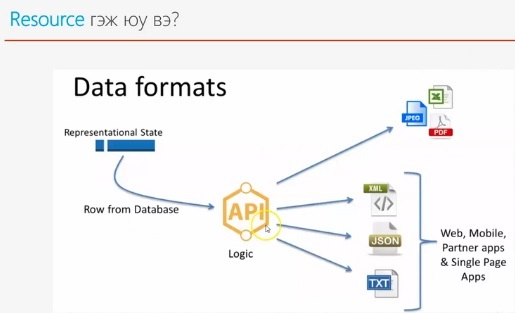 Resource гэж юу вэ?
Data formats
Representational State
Row from Database
API
Logic
JPEG
X
PDF
XML
</>
JSON
TXT
Web, Mobile,
Partner apps
& Single Page
Apps